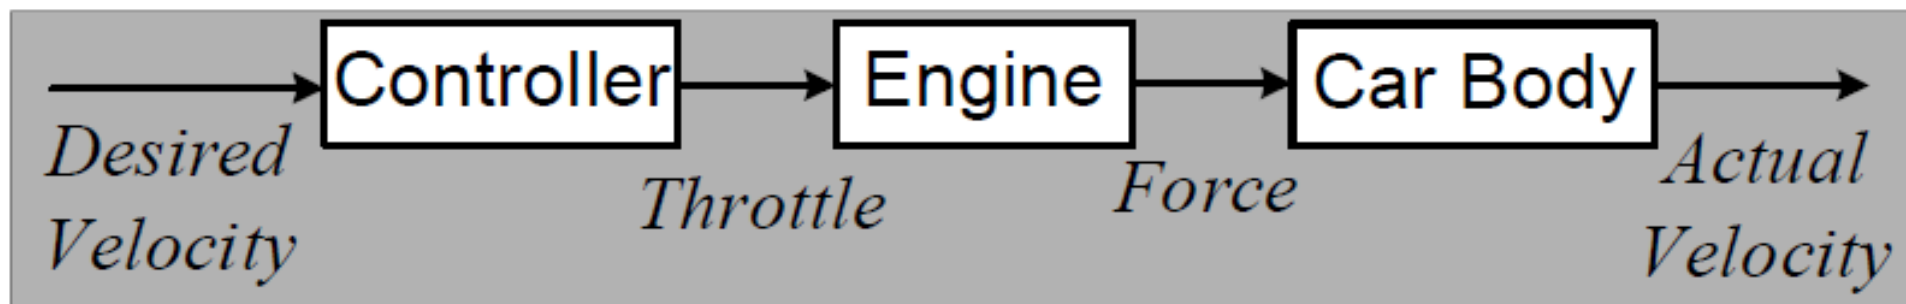 Controller
Engine
Car Body
Desired
Velocity
Throttle
Force
Actual
Velocity